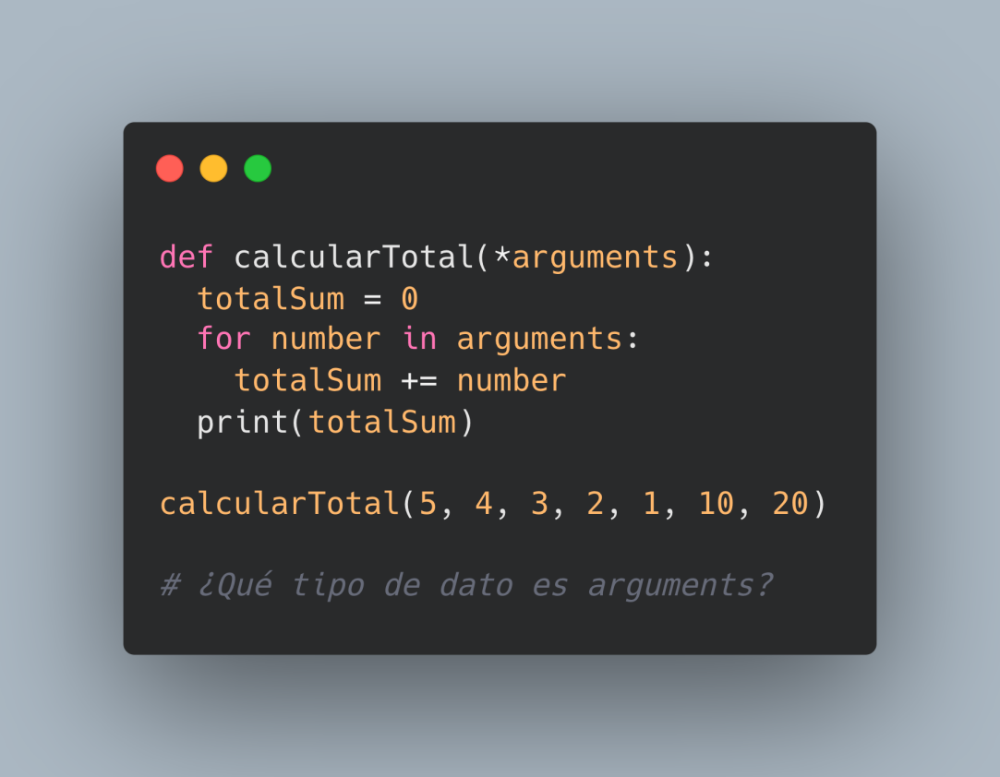 def calcularTotal(*arguments):
  totalSum = 0
  for number in arguments:
    totalSum += number
  print(totalSum)
calcularTotal(5, 4, 3, 2, 1, 10, 20)
# ¿Qué tipo de dato es arguments?